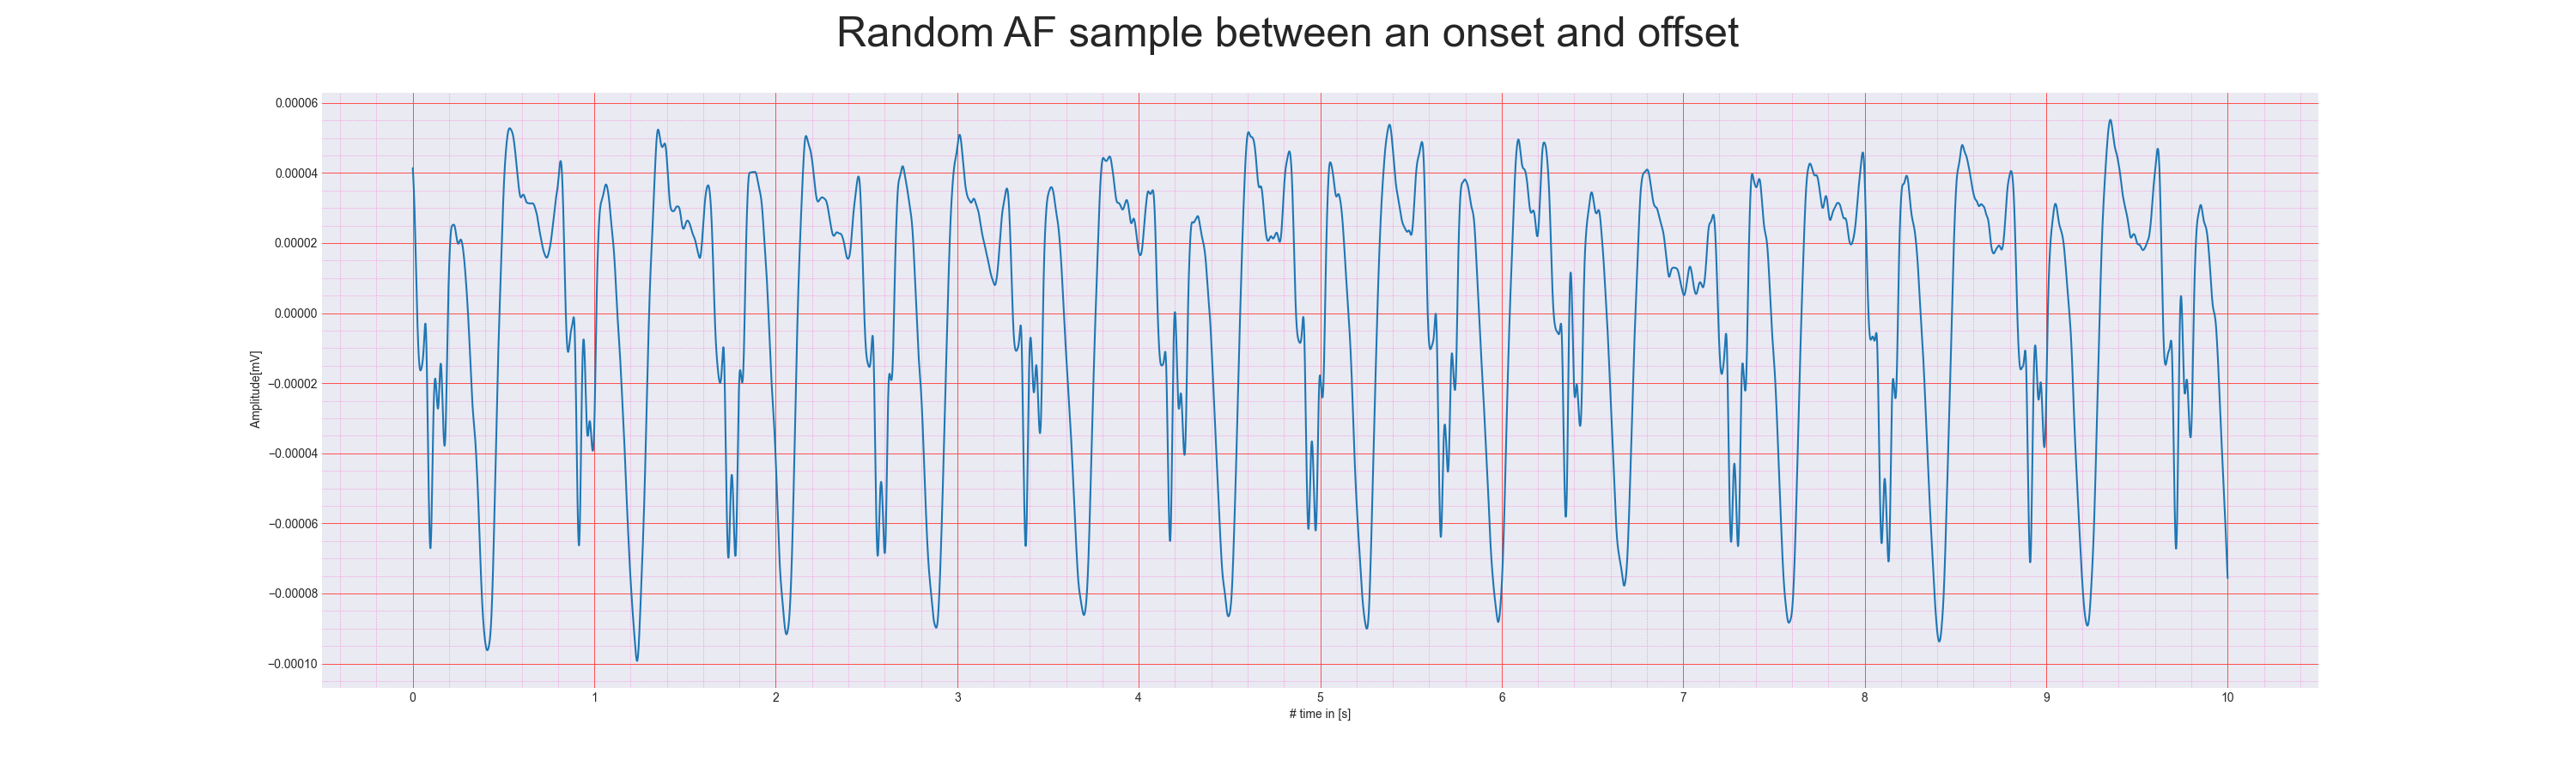 Random AF sample between an onset and offset
0.00006
0.00004
0.00002
0.00000
−0.00002
−0.00004
−0.00006
−0.00008
−0.00010
Amplitude[mV]
0 1 2 3 4 5 6 7 8 9 10
# time in [s]